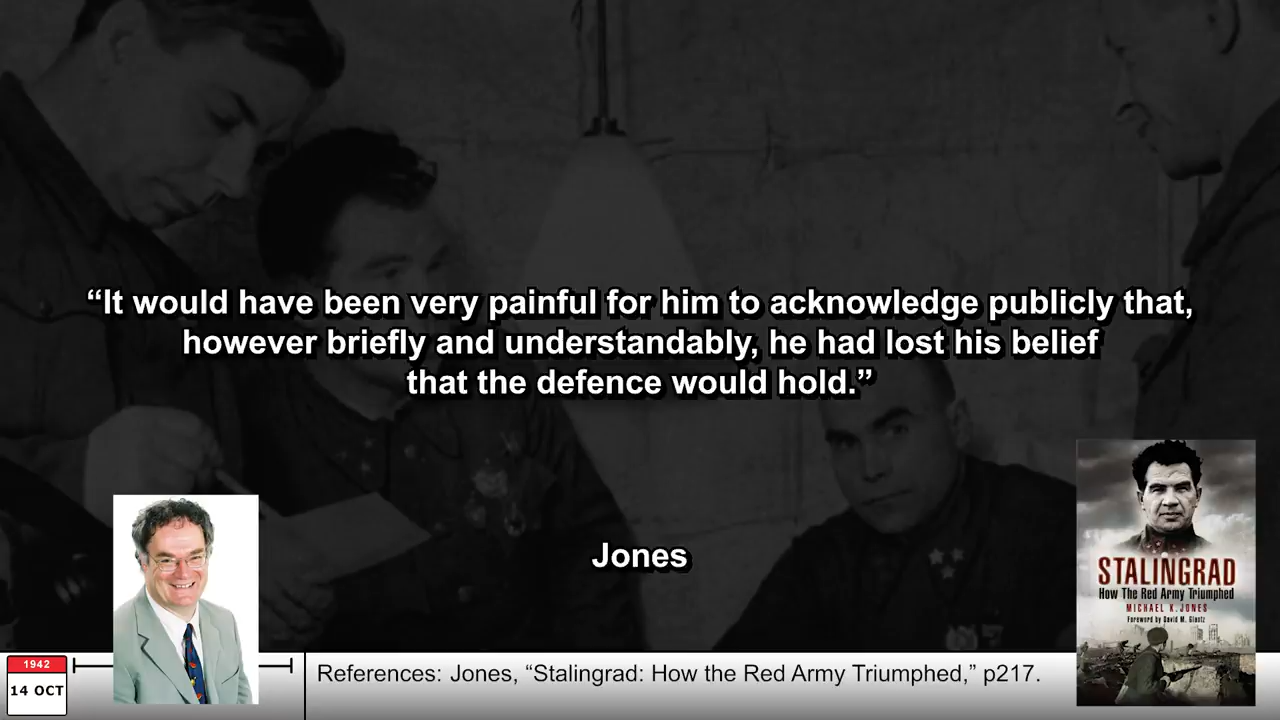 “It would have been very painful for him to acknowledge publicly that,
however briefly and understandably, he had lost his belief
that the defence would hold.”
Jones
STALINGRAD
How The Red Army Triumphed
MICHAEL K. JONES
Foreword by David M. Glantz
1942
14 OCT
References: Jones, “Stalingrad: How the Red Army Triumphed,” p217.